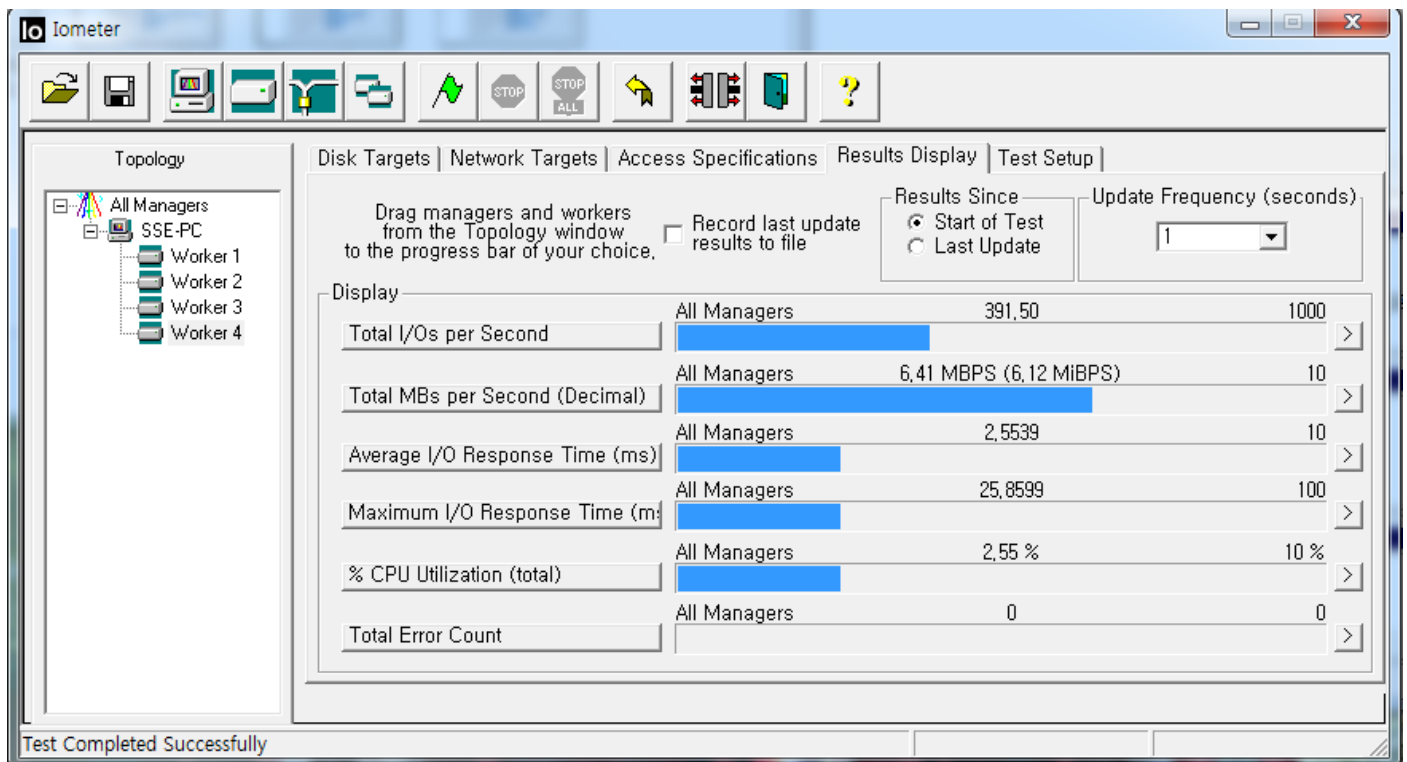 Iometer
STOP
STOP
ALL
Topology
All Managers
SSE-PC
Worker 1
Worker 2
Worker 3
Worker 4
Disk Targets
Network Targets
Access Specifications
Results Display
Test Setup
Drag managers and workers
from the Topology window
to the progress bar of your choice.
Record last update
results to file
Results Since
Start of Test
Last Update
Update Frequency (seconds)
1
Display
Total I/Os per Second
All Managers 391.50 1000
>
Total MBs per Second (Decimal)
All Managers 6.41 MBPS (6.12 MiBPS) 10
>
Average I/O Response Time (ms)
All Managers 2.5539 10
>
Maximum I/O Response Time (m
All Managers 25.8599 100
>
% CPU Utilization (total)
All Managers 2.55 % 10 %
>
Total Error Count
All Managers 0 0
>
Test Completed Successfully